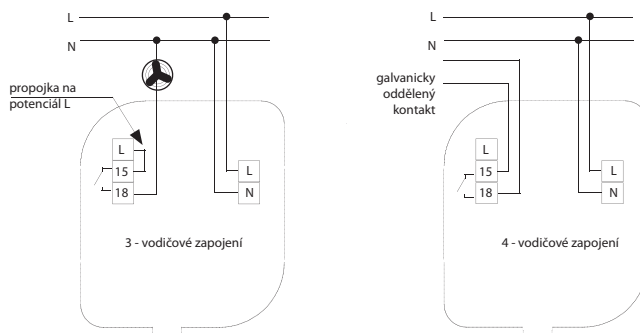 L
N
propojka na
potenciál L
L
15
18
L
N
3 - vodičové zapojení
L
N
galvanicky
oddělený
kontakt
15
18
L
N
4 - vodičové zapojení